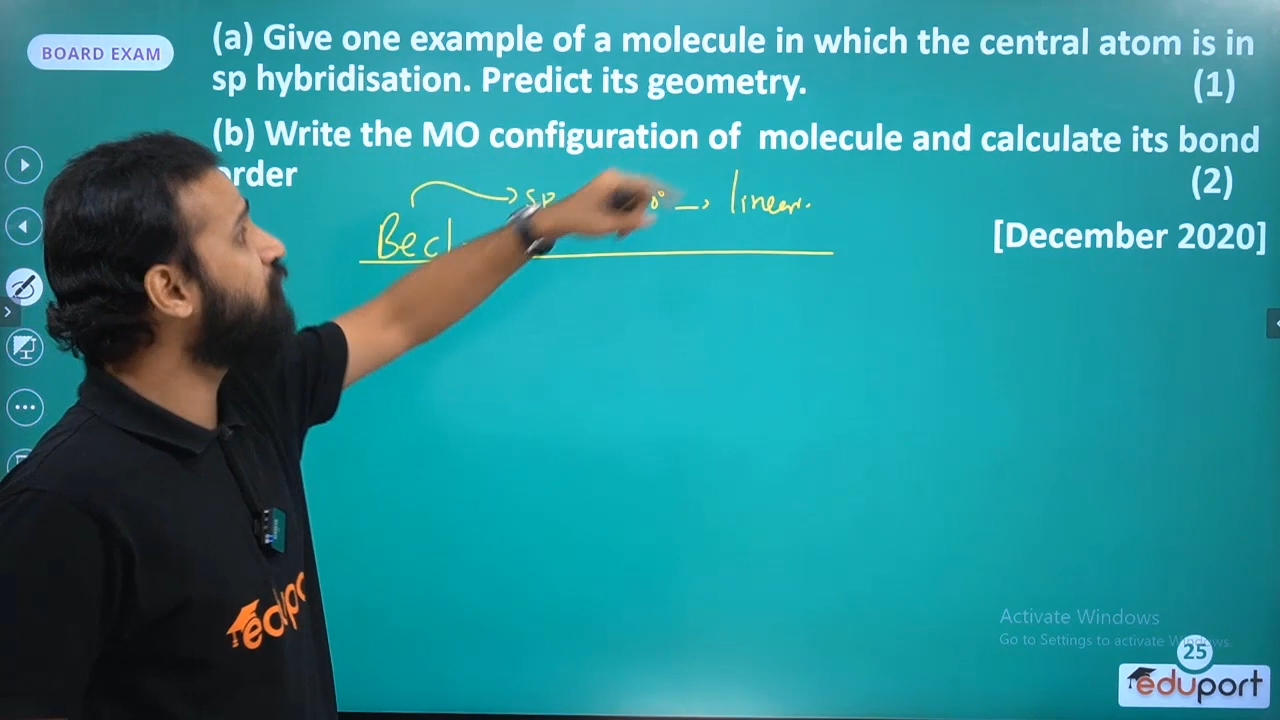 BOARD EXAM
(a) Give one example of a molecule in which the central atom is in
sp hybridisation. Predict its geometry. (1)
(b) Write the MO configuration of molecule and calculate its bond
order (2)
sp → linear.
[December 2020]
Activate Windows
Go to Settings to activate Windows.
25
eduport